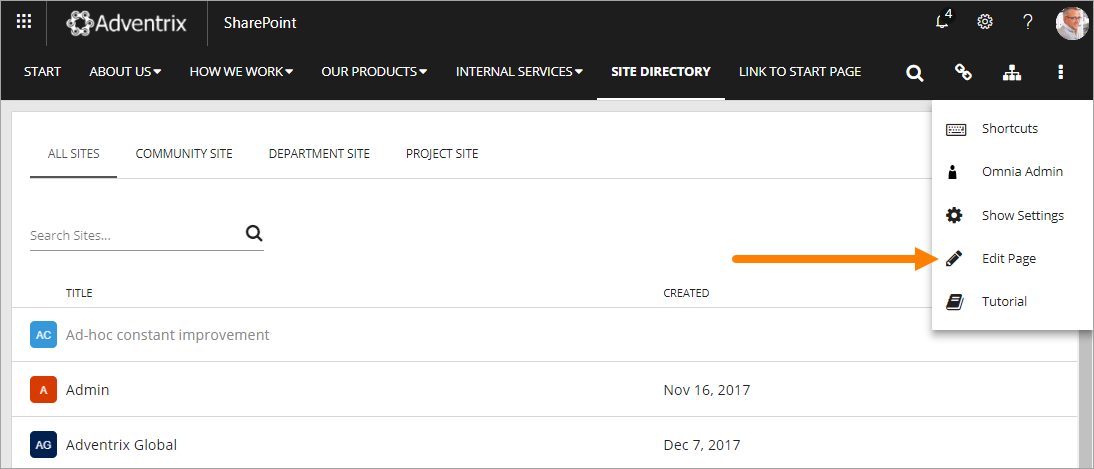 Adventrix SharePoint 4 ?
START ABOUT US HOW WE WORK OUR PRODUCTS INTERNAL SERVICES SITE DIRECTORY LINK TO START PAGE
Shortcuts
Omnia Admin
Show Settings
Edit Page
Tutorial
ALL SITES COMMUNITY SITE DEPARTMENT SITE PROJECT SITE
Search Sites...
TITLE CREATED
AC Ad-hoc constant improvement
A Admin Nov 16, 2017
AG Adventrix Global Dec 7, 2017